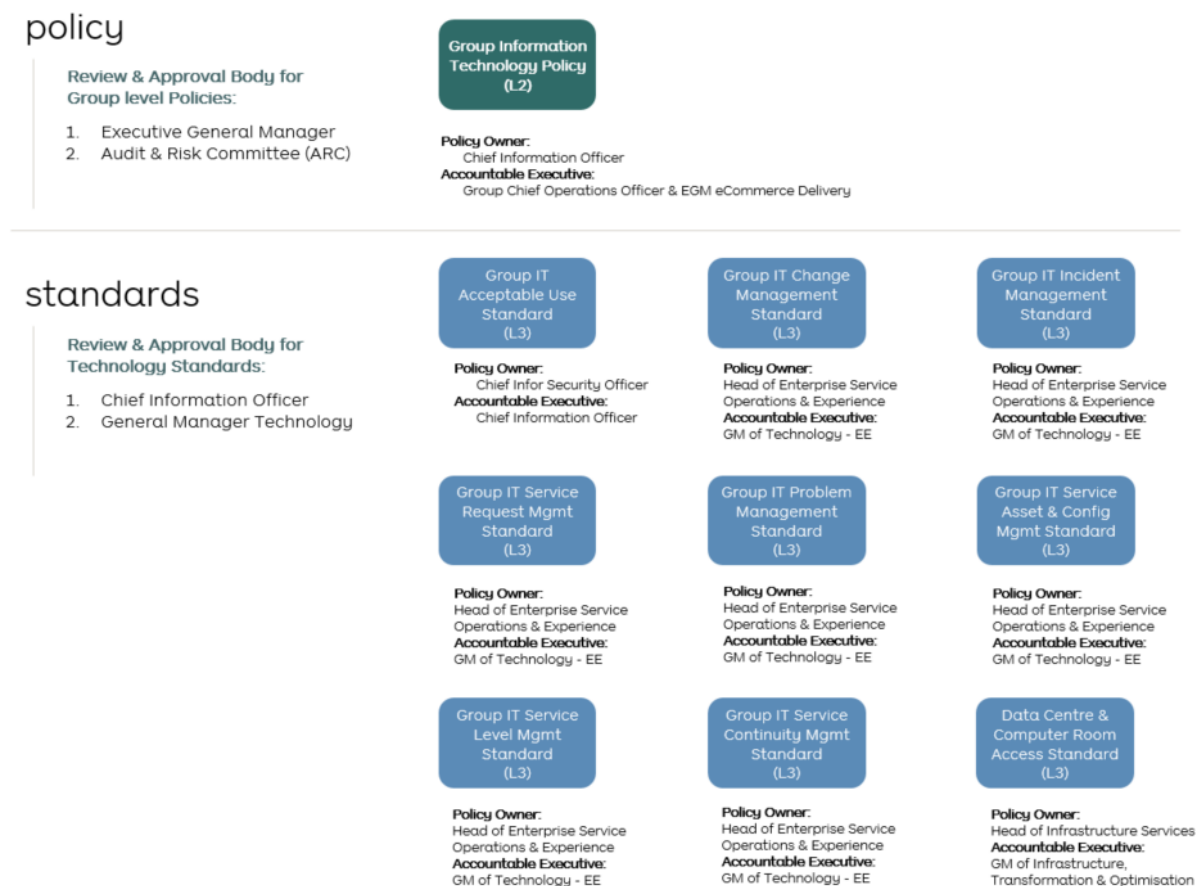 policy
Review & Approval Body for
Group level Policies:
1. Executive General Manager
2. Audit & Risk Committee (ARC)
Group Information
Technology Policy
(L2)
Policy Owner:
Chief Information Officer
Accountable Executive:
Group Chief Operations Officer & EGM eCommerce Delivery
standards
Review & Approval Body for
Technology Standards:
1. Chief Information Officer
2. General Manager Technology
Group IT
Acceptable Use
Standard
(L3)
Policy Owner:
Chief Infor Security Officer
Accountable Executive:
Chief Information Officer
Group IT Change
Management
Standard
(L3)
Policy Owner:
Head of Enterprise Service
Operations & Experience
Accountable Executive:
GM of Technology - EE
Group IT Incident
Management
Standard
(L3)
Policy Owner:
Head of Enterprise Service
Operations & Experience
Accountable Executive:
GM of Technology - EE
Group IT Service
Request Mgmt
Standard
(L3)
Policy Owner:
Head of Enterprise Service
Operations & Experience
Accountable Executive:
GM of Technology - EE
Group IT Problem
Management
Standard
(L3)
Policy Owner:
Head of Enterprise Service
Operations & Experience
Accountable Executive:
GM of Technology - EE
Group IT Service
Asset & Config
Mgmt Standard
(L3)
Policy Owner:
Head of Enterprise Service
Operations & Experience
Accountable Executive:
GM of Technology - EE
Group IT Service
Level Mgmt
Standard
(L3)
Policy Owner:
Head of Enterprise Service
Operations & Experience
Accountable Executive:
GM of Technology - EE
Group IT Service
Continuity Mgmt
Standard
(L3)
Policy Owner:
Head of Enterprise Service
Operations & Experience
Accountable Executive:
GM of Technology - EE
Data Centre &
Computer Room
Access Standard
(L3)
Policy Owner:
Head of Infrastructure Services
Accountable Executive:
GM of Infrastructure,
Transformation & Optimisation